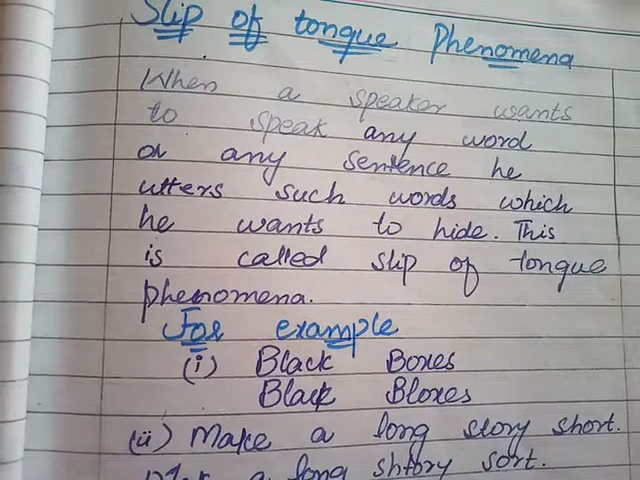 Slip of tongue Phenomena
When a speaker wants
to speak any word
or any sentence he
utters such words which
he wants to hide. This
is called slip of tongue
phenomena.
For example
(i) Black Boxes
Black Bloxes
(ii) Make a long story short.
a long shtory sort.